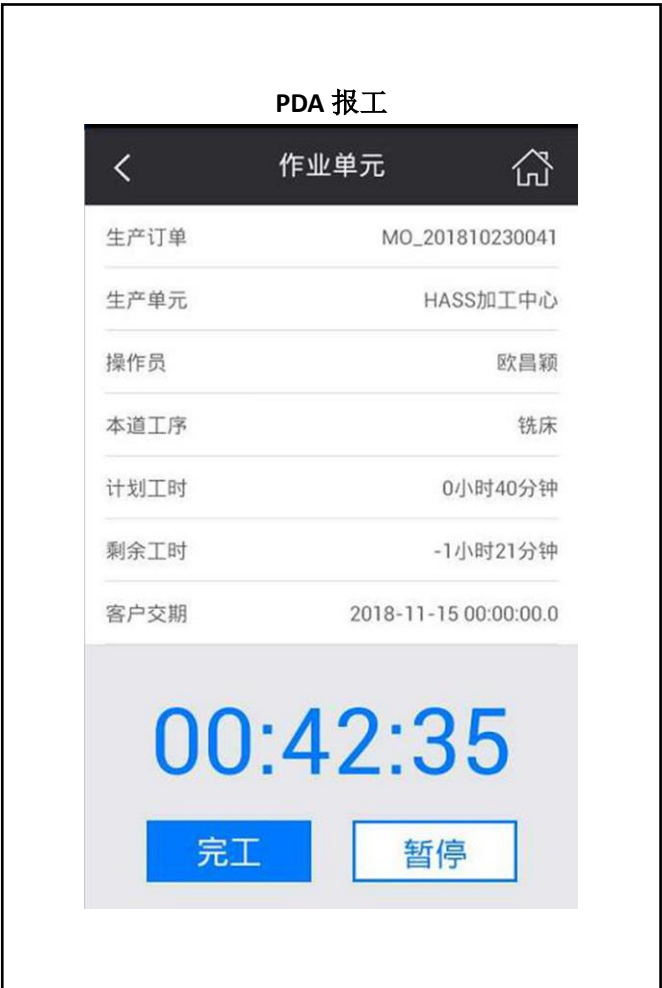 PDA 报工
作业单元
生产订单 MO_201810230041
生产单元 HASS加工中心
操作员 欧昌颖
本道工序 铣床
计划工时 0小时40分钟
剩余工时 -1小时21分钟
客户交期 2018-11-15 00:00:00.0
00:42:35
完工 暂停